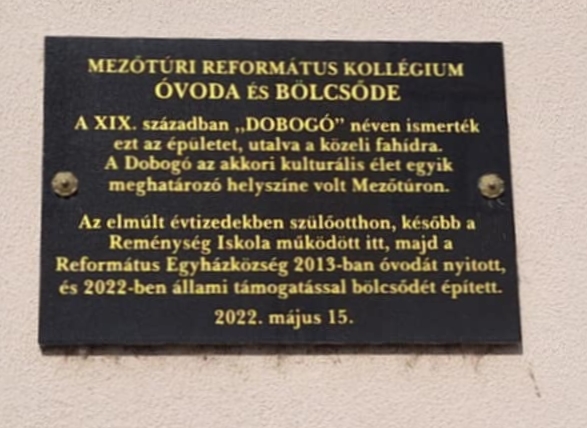 MEZŐTÚRI REFORMÁTUS KOLLÉGIUM
ÓVODA ÉS BÖLCSŐDE
A XIX. században „DOBOGÓ” néven ismerték
ezt az épületet, utalva a közeli fahídra.
A Dobogó az akkori kulturális élet egyik
meghatározó helyszíne volt Mezőtúron.
Az elmúlt évtizedekben szülőotthon, később a
Reménység Iskola működött itt, majd a
Református Egyházközség 2013-ban óvodát nyitott,
és 2022-ben állami támogatással bölcsődét épített.
2022. május 15.